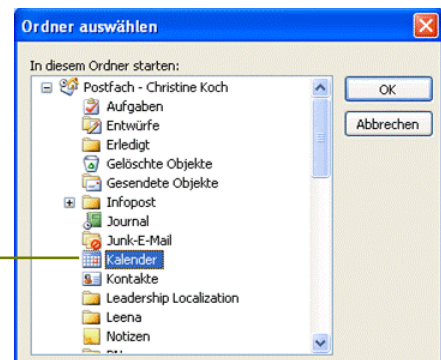 Ordner auswählen
In diesem Ordner starten:
Postfach - Christine Koch
OK
Aufgaben
Entwürfe
Abbrechen
Erledigt
Gelöschte Objekte
Gesendete Objekte
Infopost
Journal
Junk-E-Mail
Kalender
Kontakte
Leadership Localization
Leena
Notizen